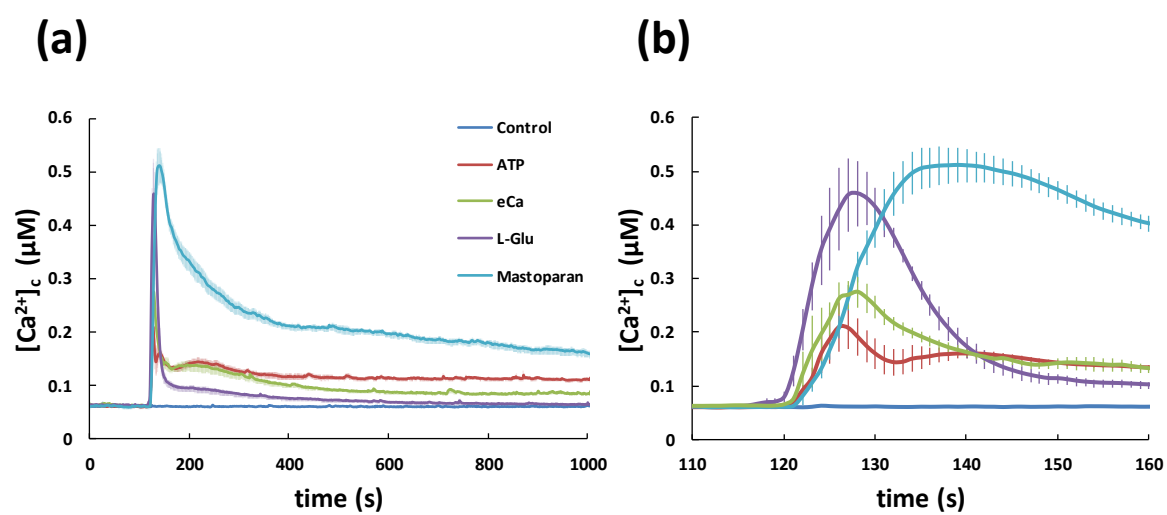 (a)
(b)
0.6
0.5
0.4
0.3
0.2
0.1
0
[Ca²⁺]c (μM)
0 200 400 600 800 1000
time (s)
Control
ATP
eCa
L-Glu
Mastoparan
0.6
0.5
0.4
0.3
0.2
0.1
0
[Ca²⁺]c (μM)
110 120 130 140 150 160
time (s)